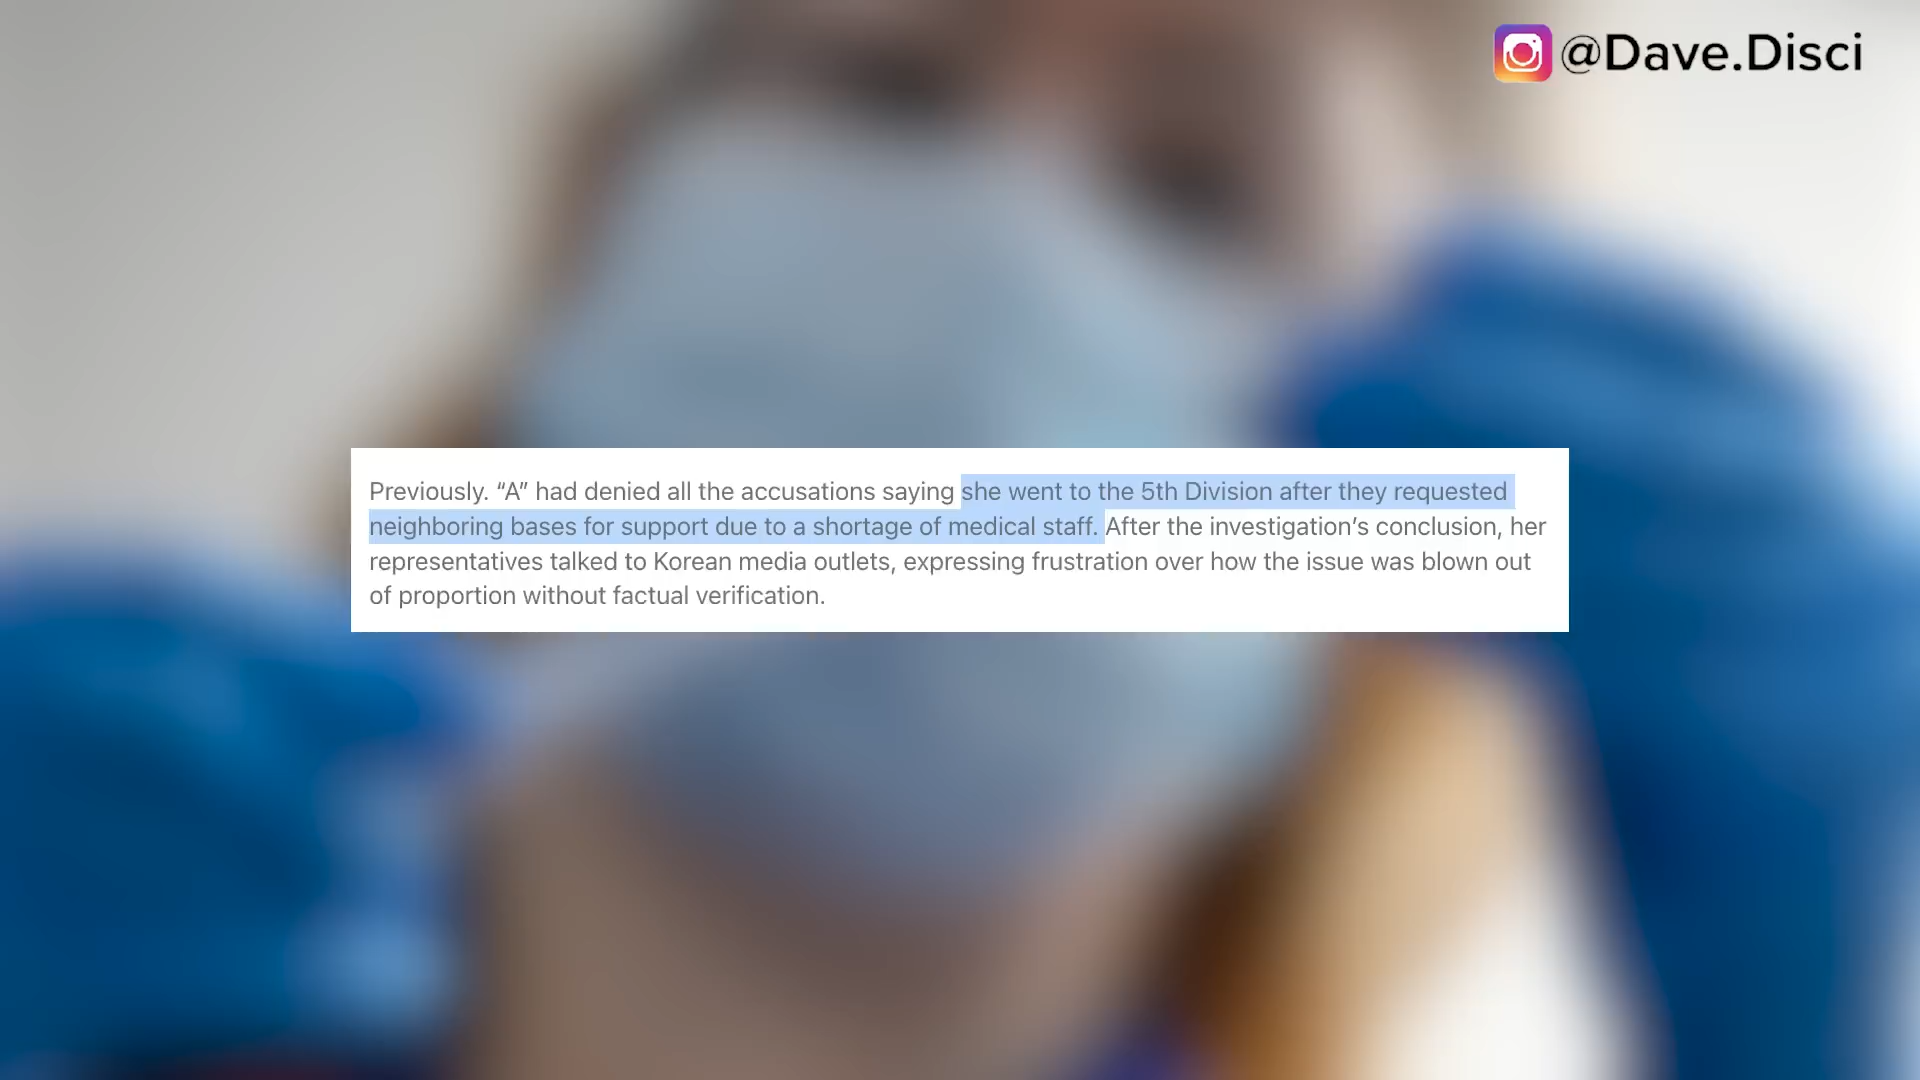 @Dave.Disci
Previously. “A” had denied all the accusations saying she went to the 5th Division after they requested
neighboring bases for support due to a shortage of medical staff. After the investigation’s conclusion, her
representatives talked to Korean media outlets, expressing frustration over how the issue was blown out
of proportion without factual verification.